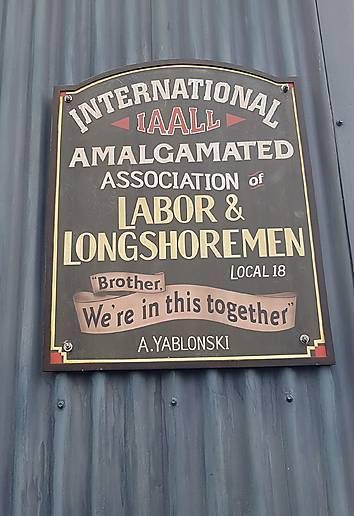 INTERNATIONAL
IAALL
AMALGAMATED
ASSOCIATION of
LABOR &
LONGSHOREMEN
LOCAL 18
"Brother,
We're in this together"
A.YABLONSKI